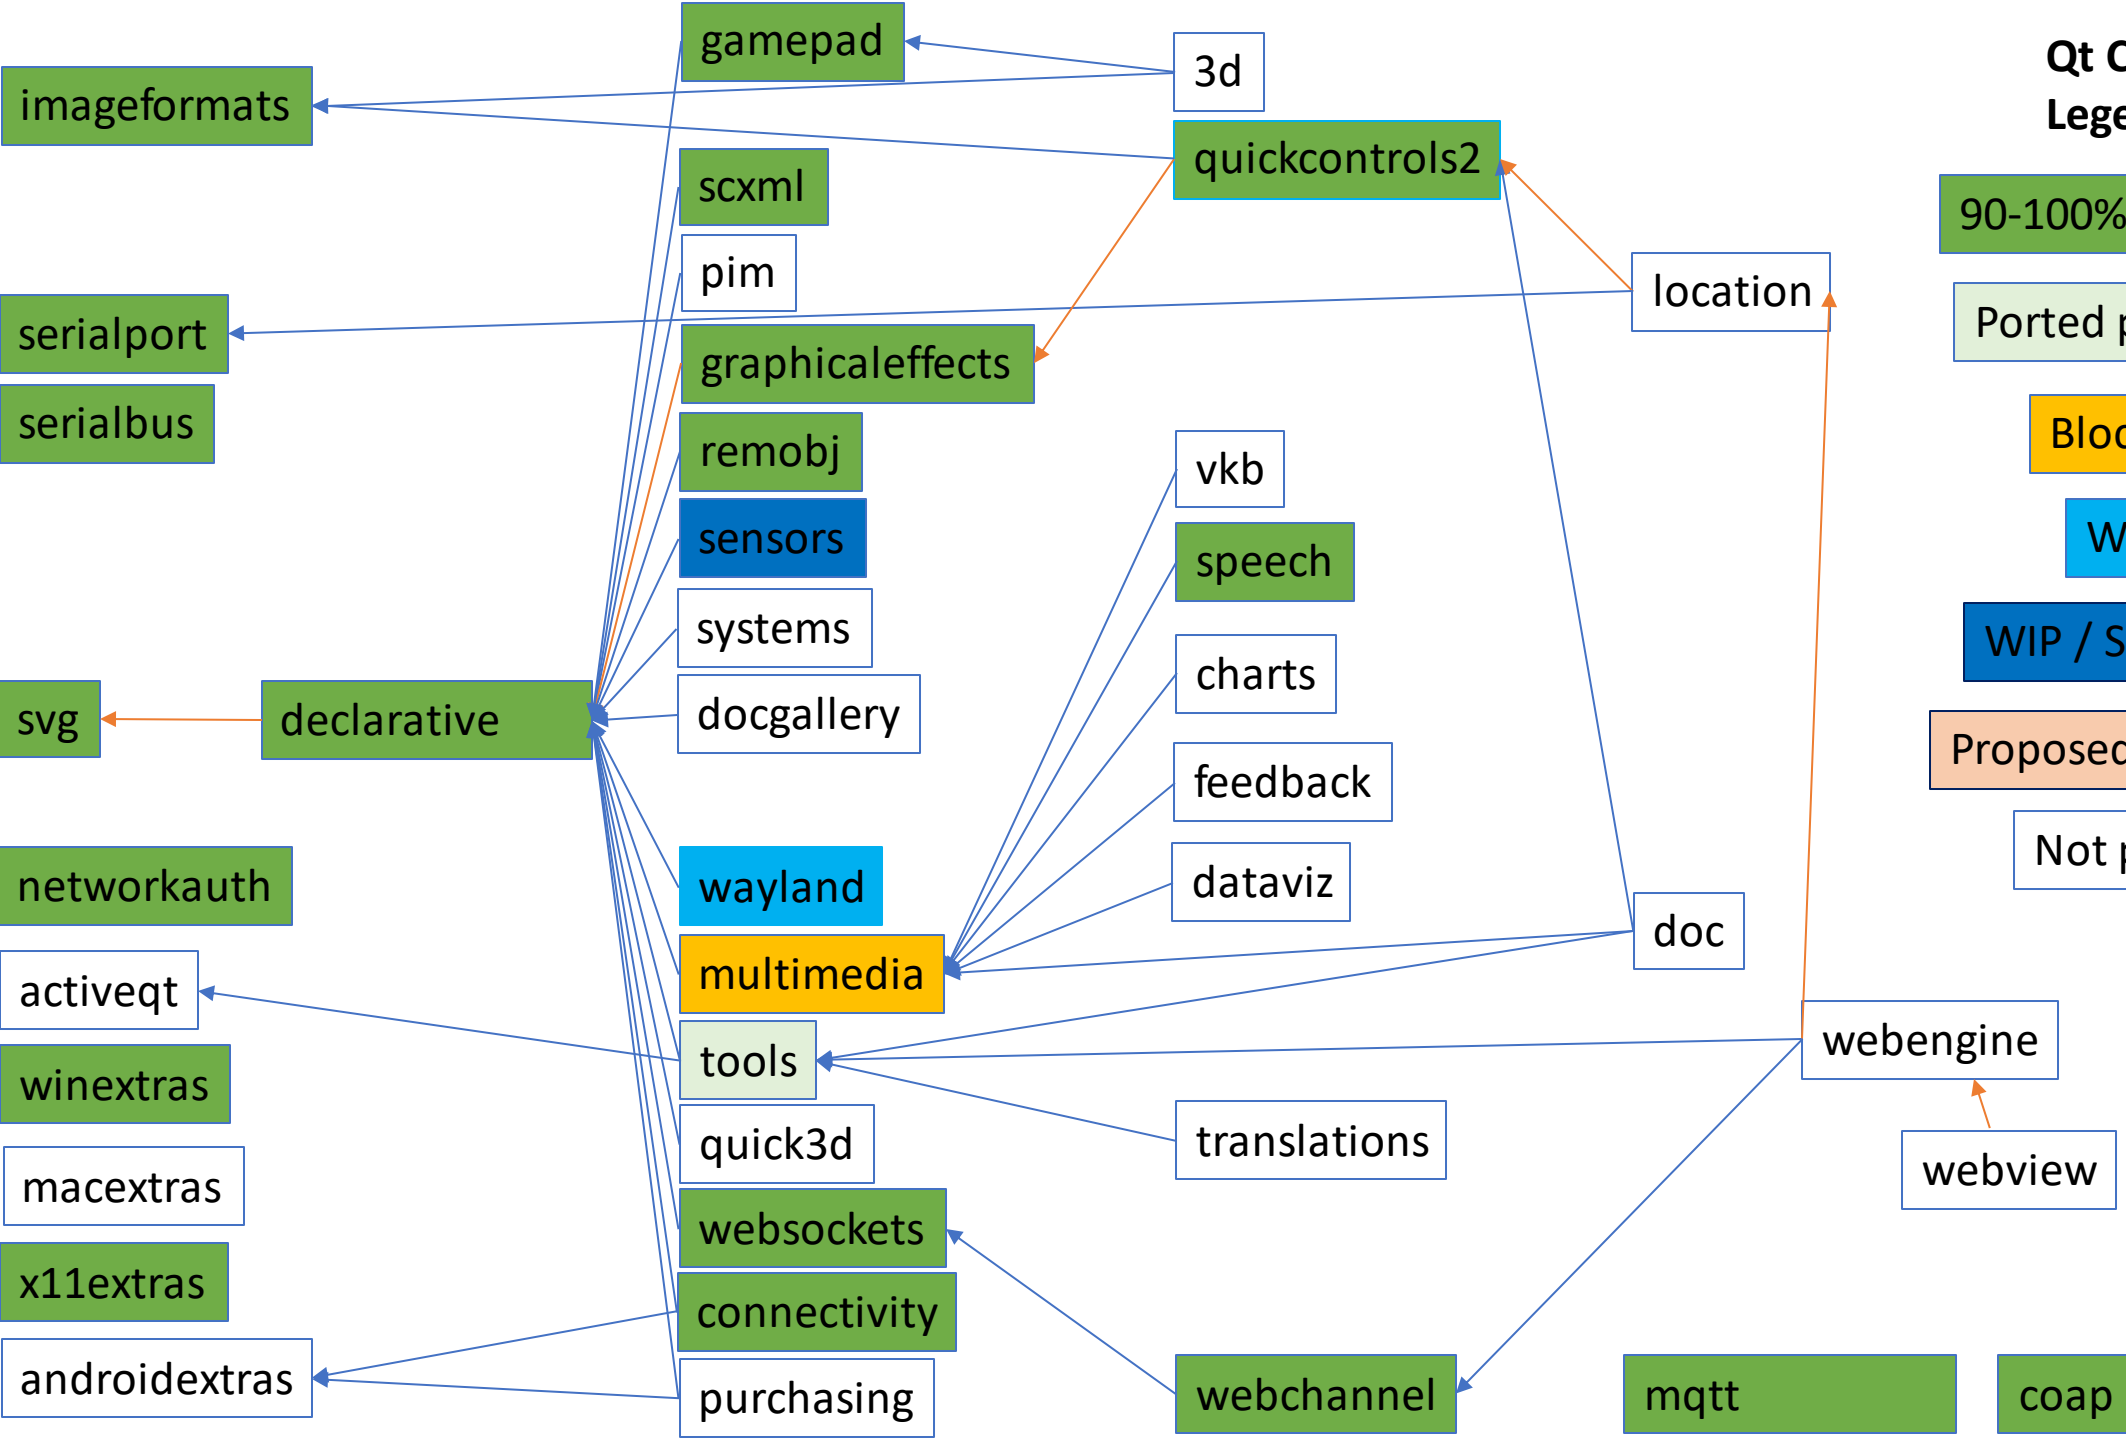 gamepad
3d
Qt
Lege
imageformats
quickcontrols2
scxml
90-100%
pim
location
serialport
Ported
graphicaleffects
serialbus
remobj
Bloc
vkb
sensors
W
speech
systems
WIP / S
charts
svg
declarative
docgallery
Proposed
feedback
Not
networkauth
wayland
dataviz
doc
activeqt
multimedia
webengine
tools
winextras
translations
quick3d
webview
macextras
websockets
x11extras
connectivity
androidextras
purchasing
webchannel
mqtt
coap